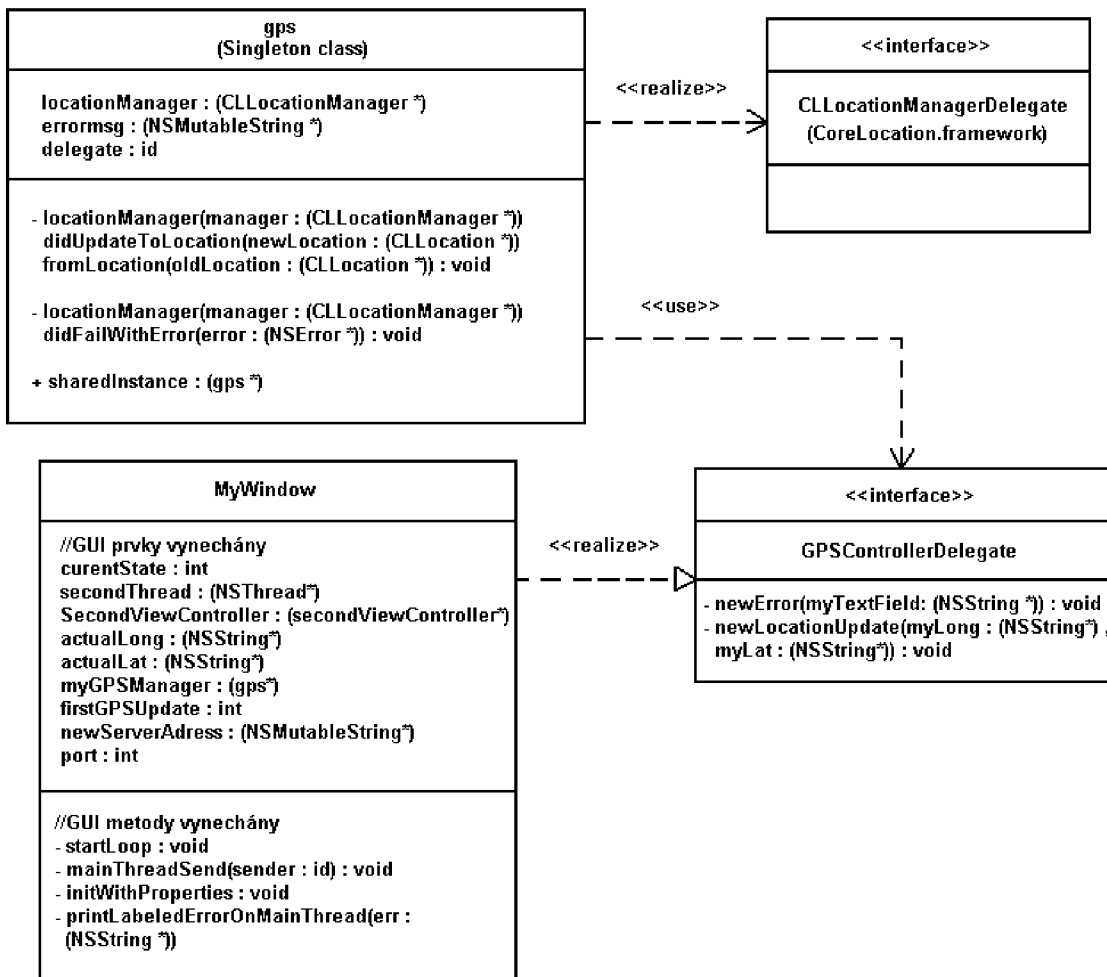 gps
(Singleton class)
locationManager : (CLLocationManager *)
errormsg : (NSMutableString *)
delegate : id
- locationManager(manager : (CLLocationManager *))
didUpdateToLocation(newLocation : (CLLocation *))
fromLocation(oldLocation : (CLLocation *)) : void
- locationManager(manager : (CLLocationManager *))
didFailWithError(error : (NSError *)) : void
+ sharedInstance : (gps *)
<<realize>>
<<interface>>
CLLocationManagerDelegate
(CoreLocation.framework)
<<use>>
MyWindow
//GUI prvky vynechány
curentState : int
secondThread : (NSThread*)
SecondViewController : (secondViewController*)
actualLong : (NSString*)
actualLat : (NSString*)
myGPSManager : (gps*)
firstGPSUpdate : int
newServerAdress : (NSMutableString*)
port : int
//GUI metody vynechány
- startLoop : void
- mainThreadSend(sender : id) : void
- initWithProperties : void
- printLabeledErrorOnMainThread(err :
(NSString *))
<<realize>>
<<interface>>
GPSControllerDelegate
- newError(myTextField: (NSString *)) : void
- newLocationUpdate(myLong : (NSString*) ,
myLat : (NSString*)) : void